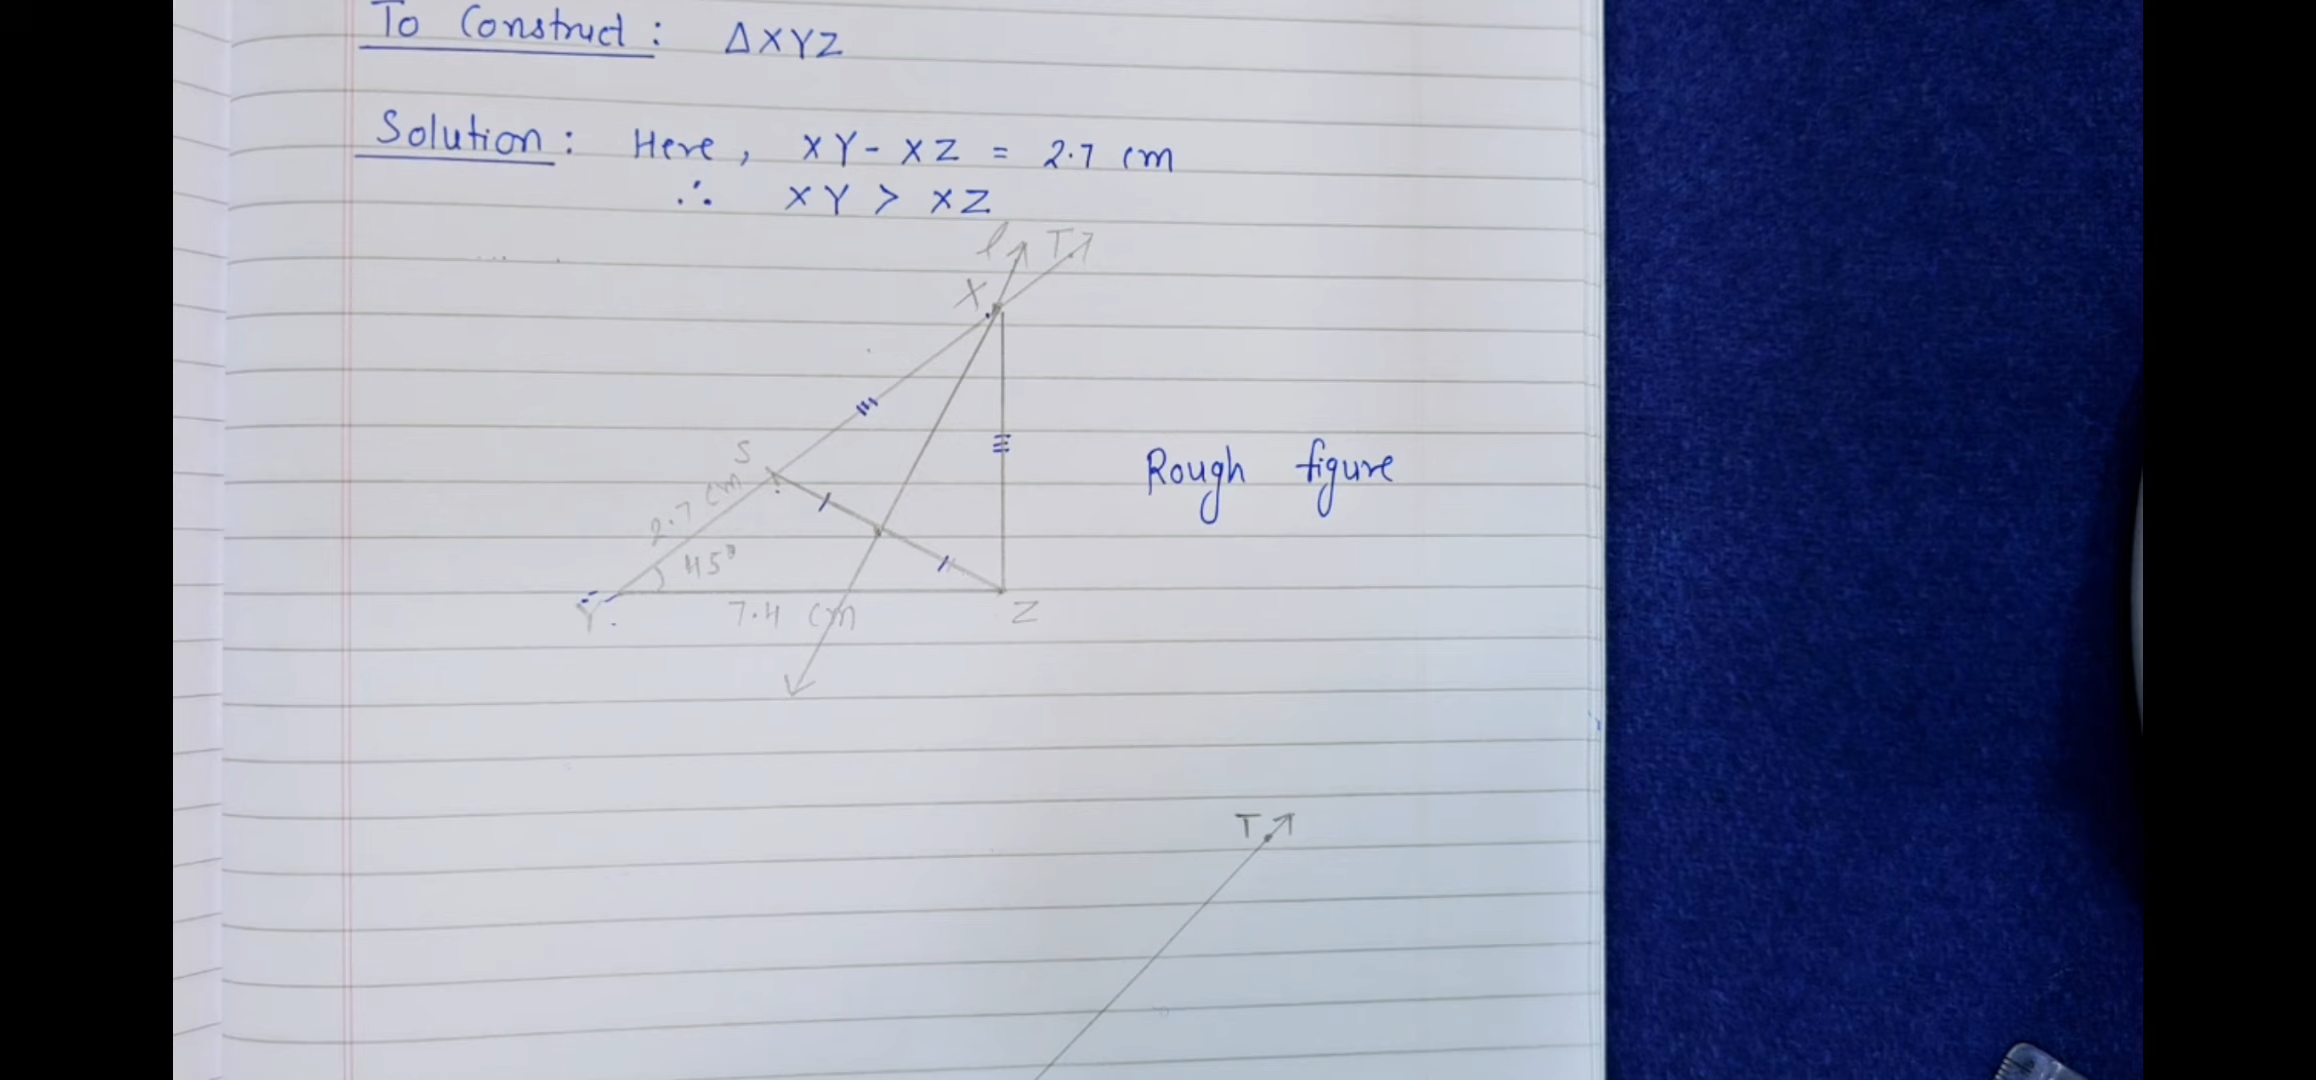 To Construct : ΔXYZ
Solution : Here, XY - XZ = 2.7 cm
∴ XY > XZ
l T
X
S
2.7 cm
45°
Y 7.4 cm Z
Rough figure
T